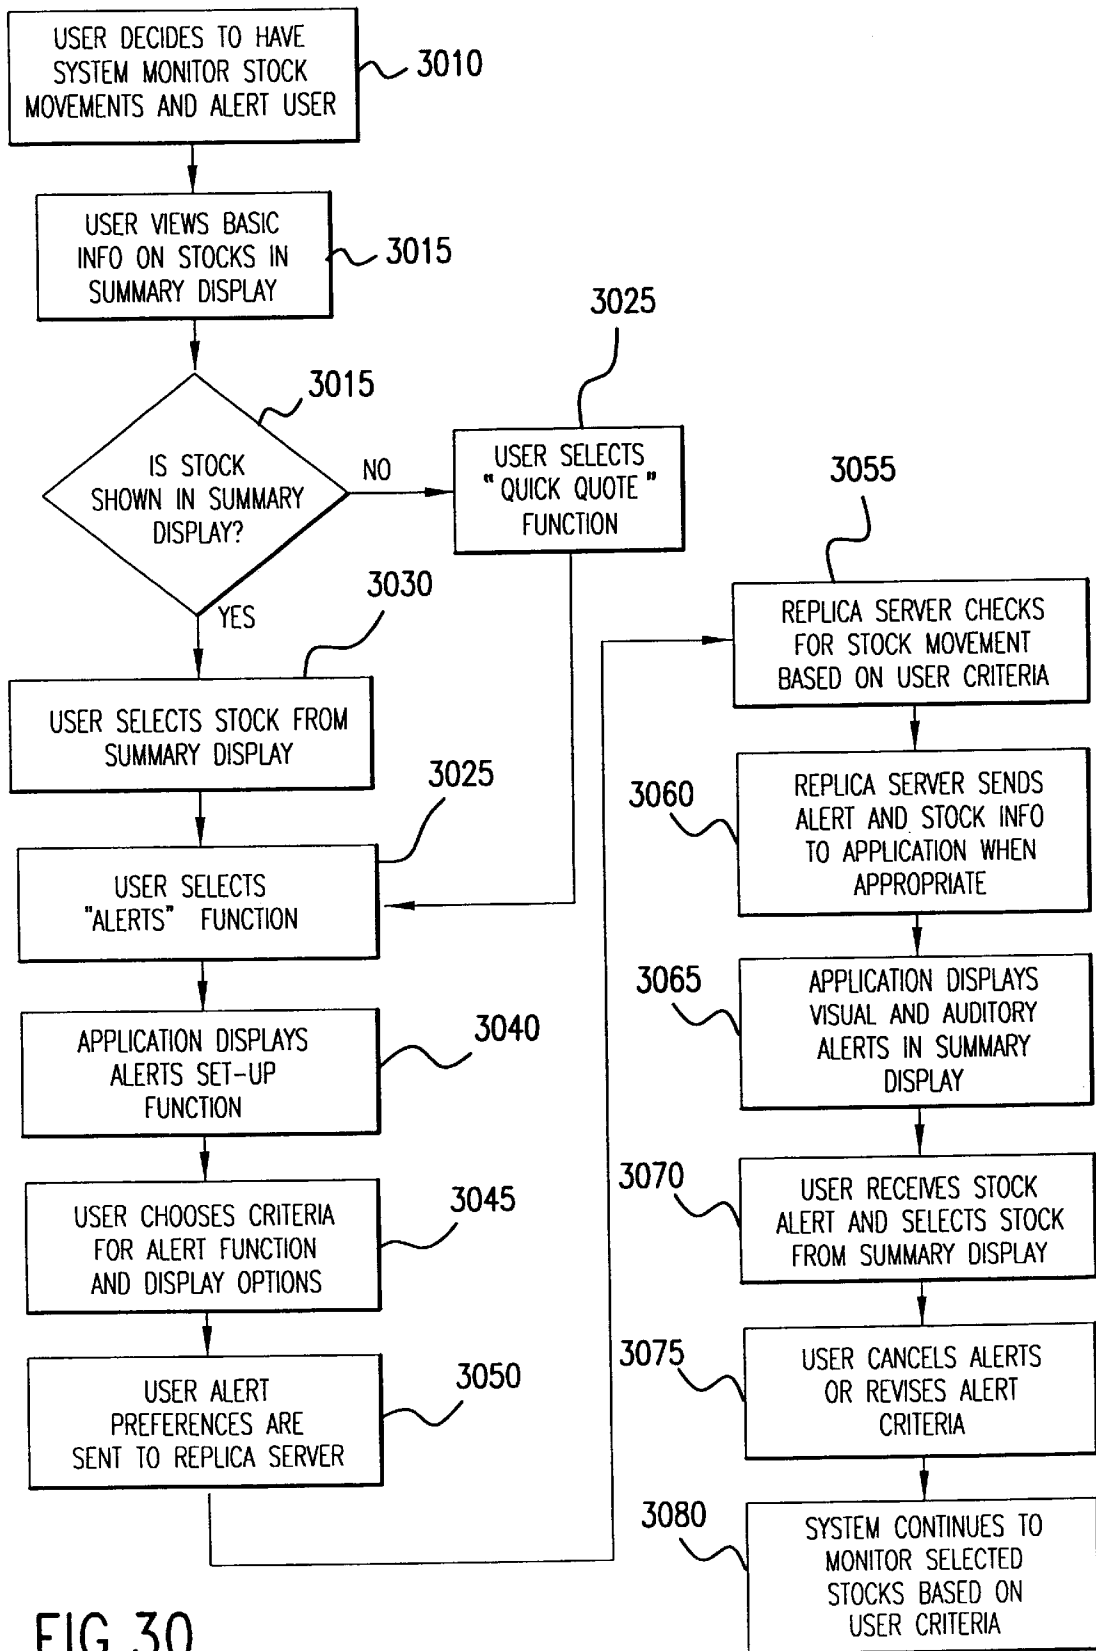 USER DECIDES TO HAVE
SYSTEM MONITOR STOCK
MOVEMENTS AND ALERT USER
3010
USER VIEWS BASIC
INFO ON STOCKS IN
SUMMARY DISPLAY
3015
3015
IS STOCK
SHOWN IN SUMMARY
DISPLAY?
NO
YES
3025
USER SELECTS
"QUICK QUOTE"
FUNCTION
3030
USER SELECTS STOCK FROM
SUMMARY DISPLAY
3025
USER SELECTS
"ALERTS" FUNCTION
3040
APPLICATION DISPLAYS
ALERTS SET-UP
FUNCTION
3045
USER CHOOSES CRITERIA
FOR ALERT FUNCTION
AND DISPLAY OPTIONS
3050
USER ALERT
PREFERENCES ARE
SENT TO REPLICA SERVER
3055
REPLICA SERVER CHECKS
FOR STOCK MOVEMENT
BASED ON USER CRITERIA
3060
REPLICA SERVER SENDS
ALERT AND STOCK INFO
TO APPLICATION WHEN
APPROPRIATE
3065
APPLICATION DISPLAYS
VISUAL AND AUDITORY
ALERTS IN SUMMARY
DISPLAY
3070
USER RECEIVES STOCK
ALERT AND SELECTS STOCK
FROM SUMMARY DISPLAY
3075
USER CANCELS ALERTS
OR REVISES ALERT
CRITERIA
3080
SYSTEM CONTINUES TO
MONITOR SELECTED
STOCKS BASED ON
USER CRITERIA
FIG.30